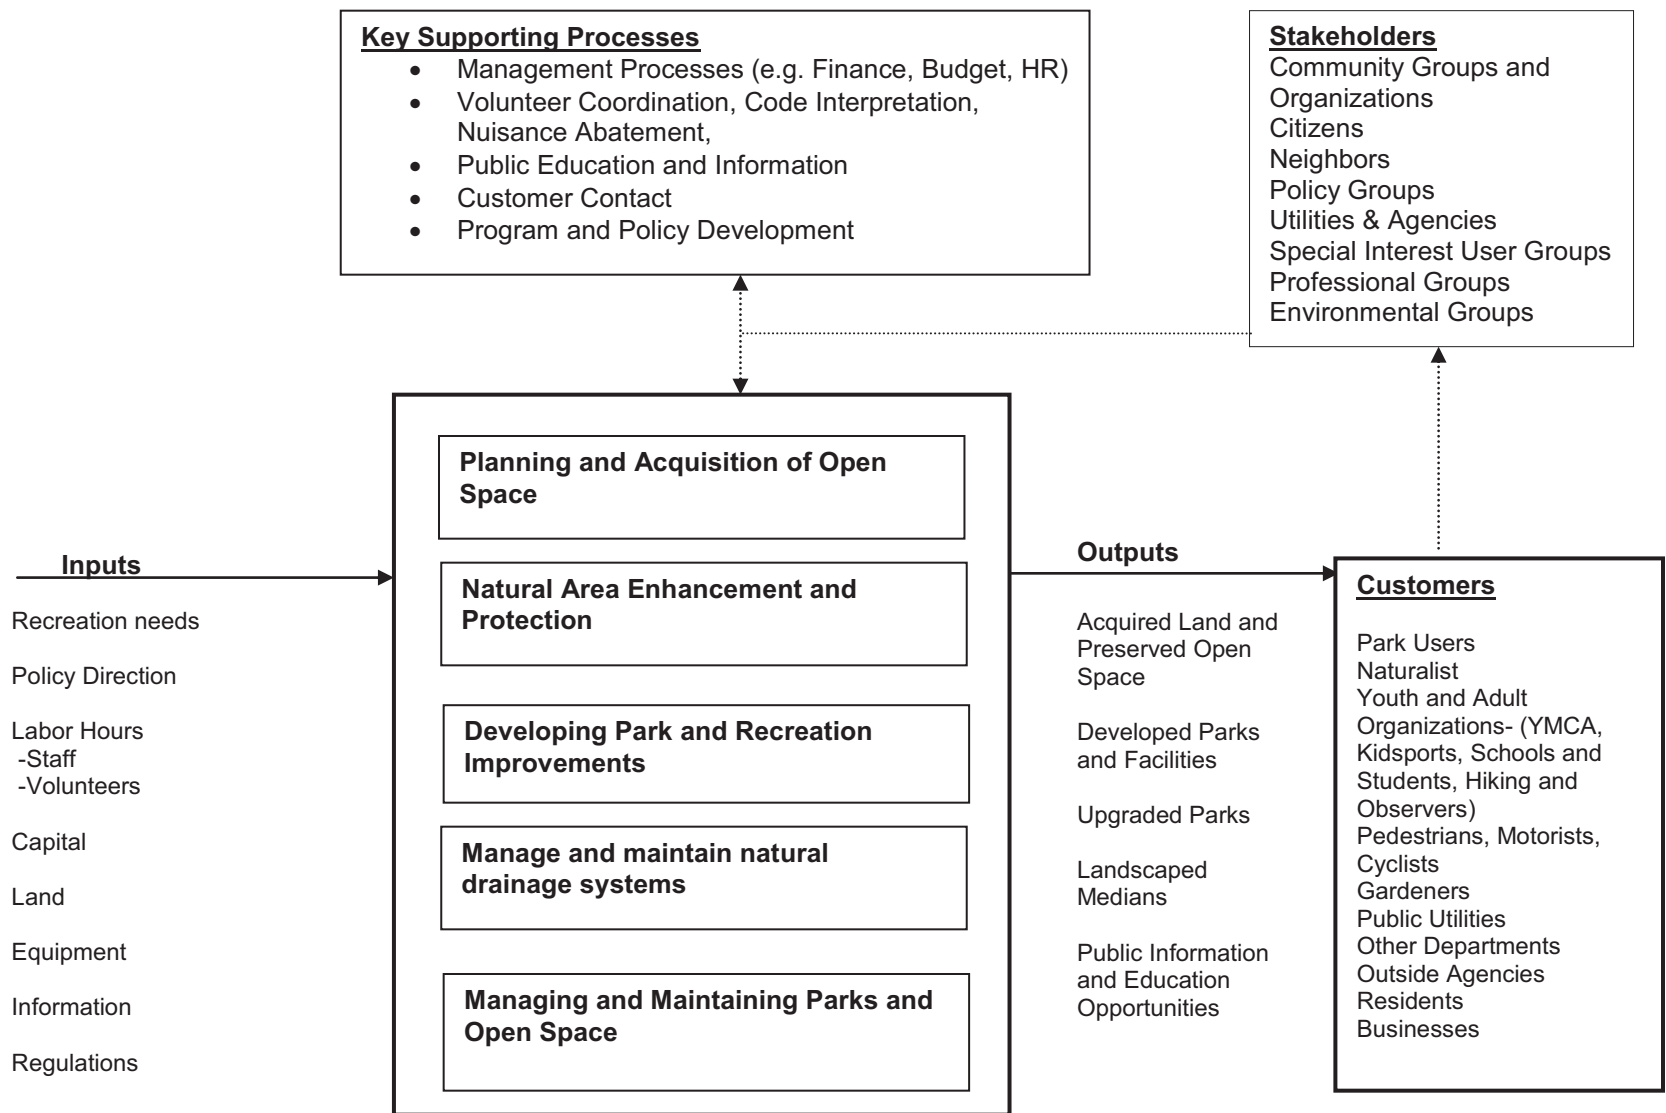 Key Supporting Processes
• Management Processes (e.g. Finance, Budget, HR)
• Volunteer Coordination, Code Interpretation,
Nuisance Abatement,
• Public Education and Information
• Customer Contact
• Program and Policy Development
Stakeholders
Community Groups and
Organizations
Citizens
Neighbors
Policy Groups
Utilities & Agencies
Special Interest User Groups
Professional Groups
Environmental Groups
Inputs
Recreation needs
Policy Direction
Labor Hours
-Staff
-Volunteers
Capital
Land
Equipment
Information
Regulations
Planning and Acquisition of Open
Space
Natural Area Enhancement and
Protection
Developing Park and Recreation
Improvements
Manage and maintain natural
drainage systems
Managing and Maintaining Parks and
Open Space
Outputs
Acquired Land and
Preserved Open
Space
Developed Parks
and Facilities
Upgraded Parks
Landscaped
Medians
Public Information
and Education
Opportunities
Customers
Park Users
Naturalist
Youth and Adult
Organizations- (YMCA,
Kidsports, Schools and
Students, Hiking and
Observers)
Pedestrians, Motorists,
Cyclists
Gardeners
Public Utilities
Other Departments
Outside Agencies
Residents
Businesses